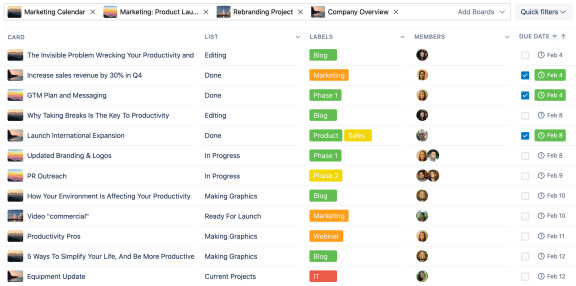 Marketing Calendar × Marketing: Product Lau... × Rebranding Project × Company Overview × Add Boards Quick filters
CARD LIST LABELS MEMBERS DUE DATE
The Invisible Problem Wrecking Your Productivity and Editing Blog Feb 4
Increase sales revenue by 30% in Q4 Done Marketing Feb 4
GTM Plan and Messaging Done Phase 1 Feb 4
Why Taking Breaks Is The Key To Productivity Editing Blog Feb 8
Launch International Expansion Done Product Sales Feb 8
Updated Branding & Logos In Progress Phase 1 Feb 8
PR Outreach In Progress Phase 2 Feb 9
How Your Environment Is Affecting Your Productivity Making Graphics Blog Feb 10
Video "commercial" Ready For Launch Marketing Feb 10
Productivity Pros Making Graphics Webinar Feb 11
5 Ways To Simplify Your Life, And Be More Productive Making Graphics Blog Feb 12
Equipment Update Current Projects IT Feb 12